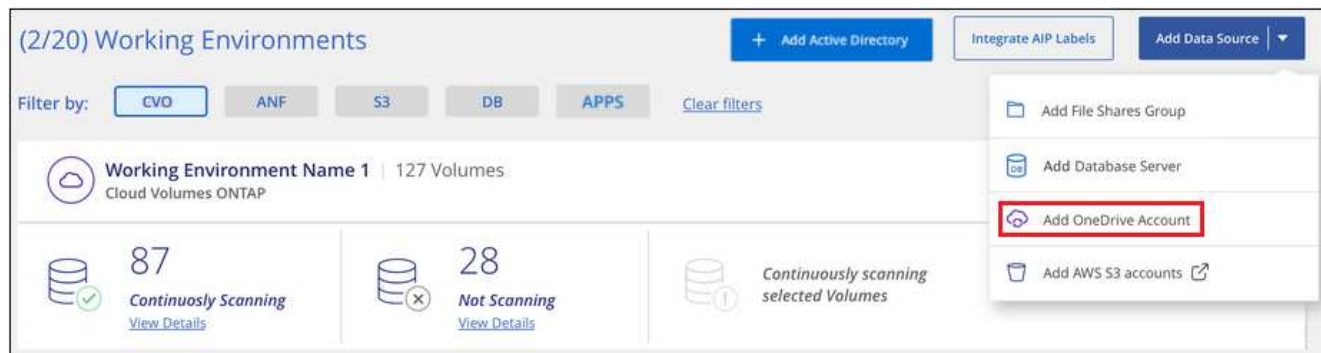 (2/20) Working Environments
+ Add Active Directory
Integrate AIP Labels
Add Data Source
Filter by:
CVO
ANF
S3
DB
APPS
Clear filters
Add File Shares Group
DB
Add Database Server
Add OneDrive Account
Add AWS S3 accounts
Working Environment Name 1 | 127 Volumes
Cloud Volumes ONTAP
87
Continuosly Scanning
View Details
28
Not Scanning
View Details
Continuously scanning
selected Volumes